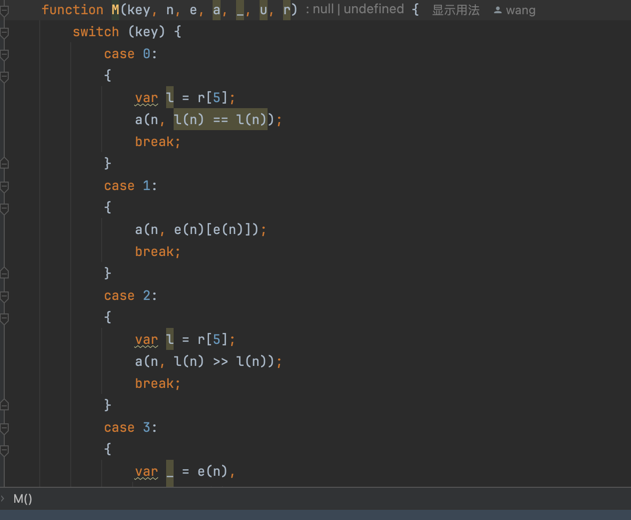 function M(key, n, e, a, _, u, r) : null | undefined { 显示用法 wang
switch (key) {
case 0:
{
var l = r[5];
a(n, l(n) == l(n));
break;
}
case 1:
{
a(n, e(n)[e(n)]);
break;
}
case 2:
{
var l = r[5];
a(n, l(n) >> l(n));
break;
}
case 3:
{
var _ = e(n),
M()